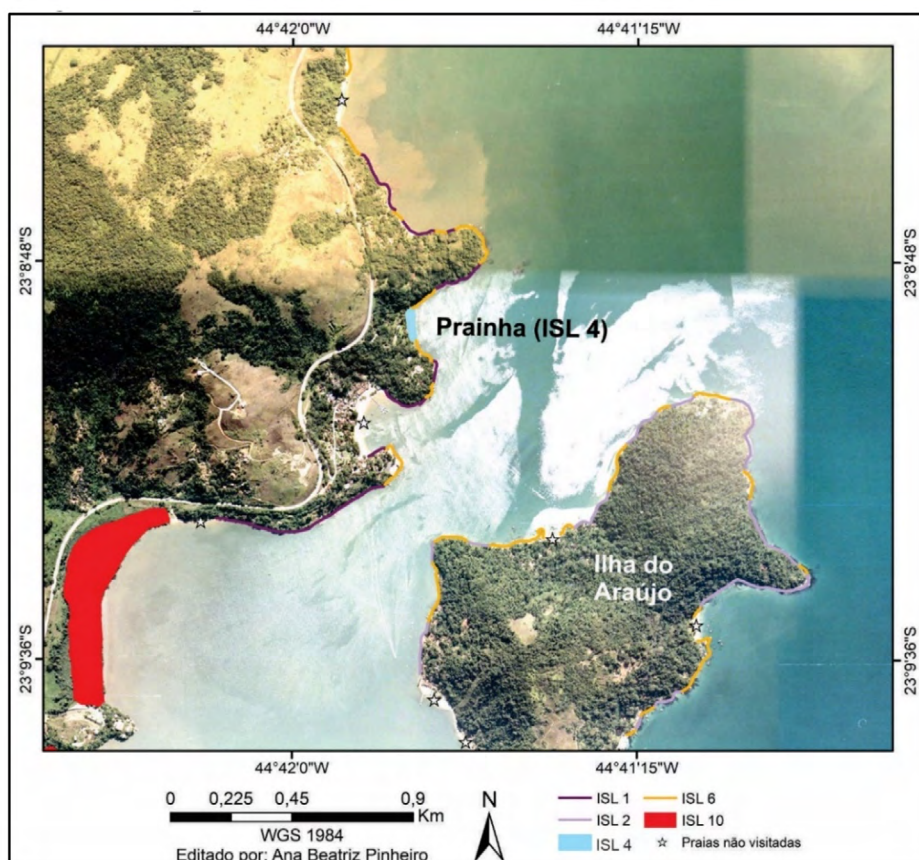 44°42'0"W 44°41'15"W
23°8'48"S 23°8'48"S
Prainha (ISL 4)
Ilha do
Araújo
23°9'36"S 23°9'36"S
44°42'0"W 44°41'15"W
0 0,225 0,45 0,9
Km
WGS 1984
Editado por: Ana Beatriz Pinheiro
N
ISL 1 ISL 6
ISL 2 ISL 10
ISL 4 Praias não visitadas